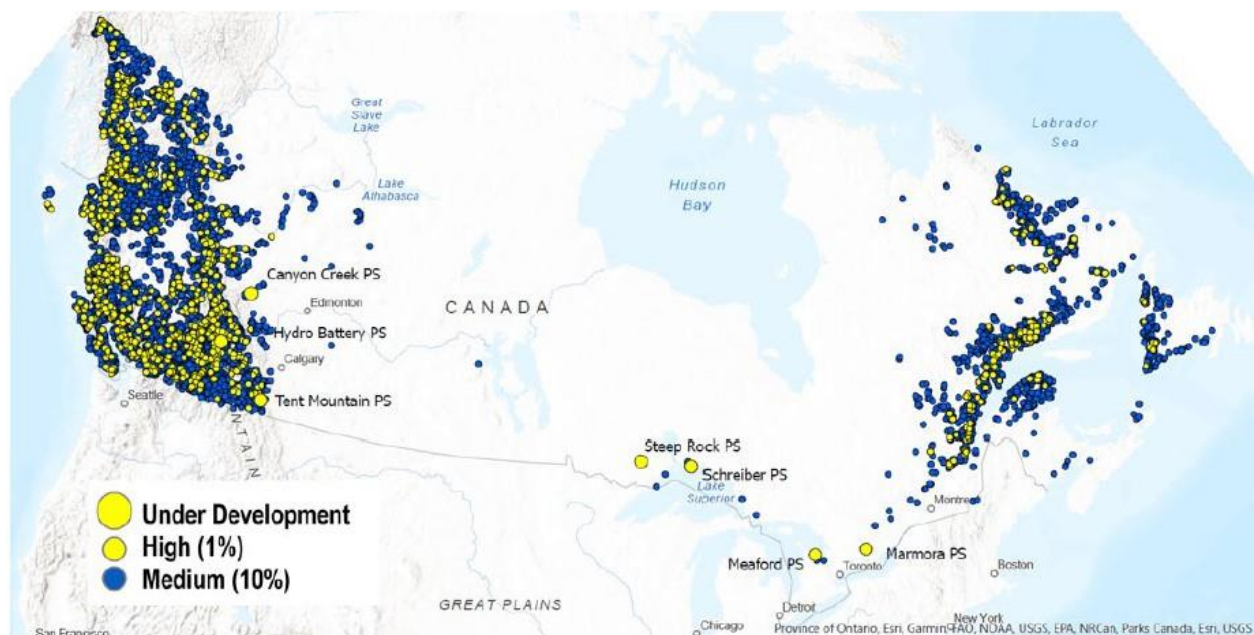 Great
Slave
Lake
Labrador
Sea
Hudson
Bay
Lake
Athabasca
Canyon Creek PS
Edmonton
CANADA
Hydro Battery PS
Calgary
Seattle
Tent Mountain PS
NTAIN
Steep Rock PS
Schreiber PS
Lake
Superior
Montreal
Under Development
High (1%)
Medium (10%)
Meaford PS
Marmora PS
Toronto
Boston
GREAT PLAINS
Detroit
New York
Chicago
San Francisco
Province of Ontario, Esri, Garmin, FAO, NOAA, USGS, EPA, NRCan, Parks Canada, Esri, USGS